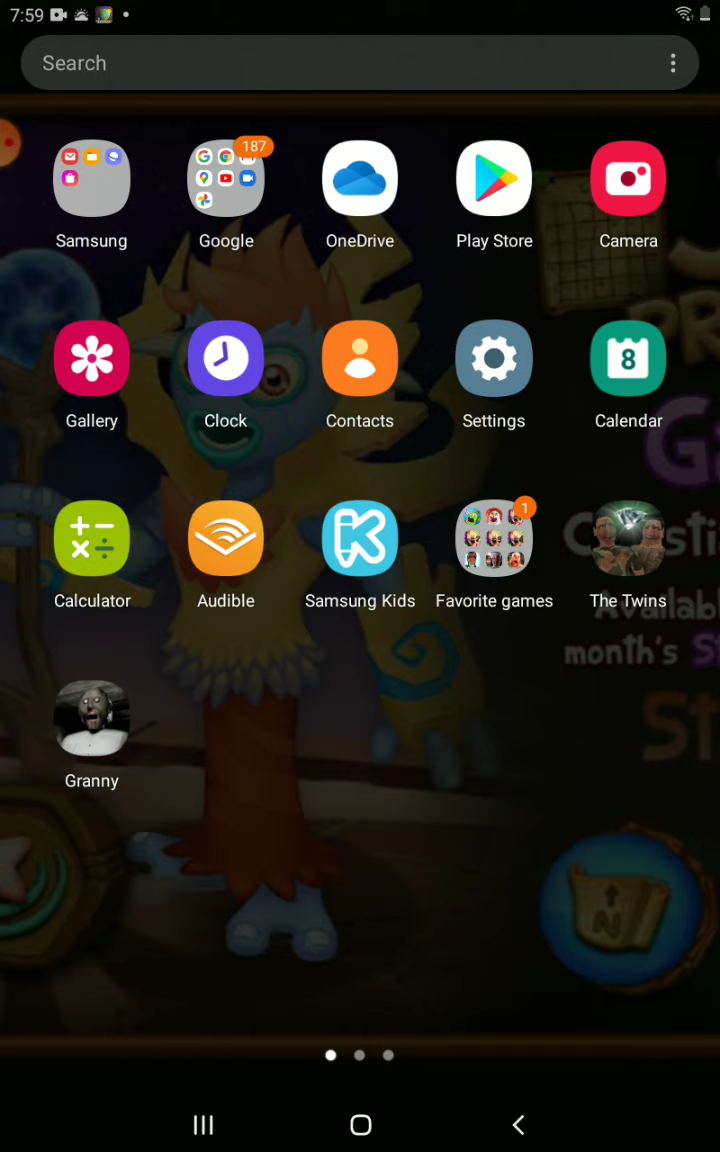 7:59
Search
187
Samsung
Google
OneDrive
Play Store
Camera
8
Gallery
Clock
Contacts
Settings
Calendar
1
Calculator
Audible
Samsung Kids
Favorite games
The Twins
month's
Granny
N